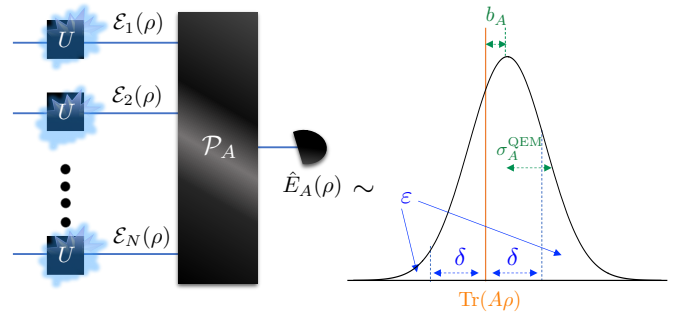 U
ℰ₁(ρ)
U
ℰ₂(ρ)
U
ℰ_N(ρ)
𝒫_A
Ê_A(ρ) ∼
b_A
σ_A^QEM
ε
δ
δ
Tr(Aρ)